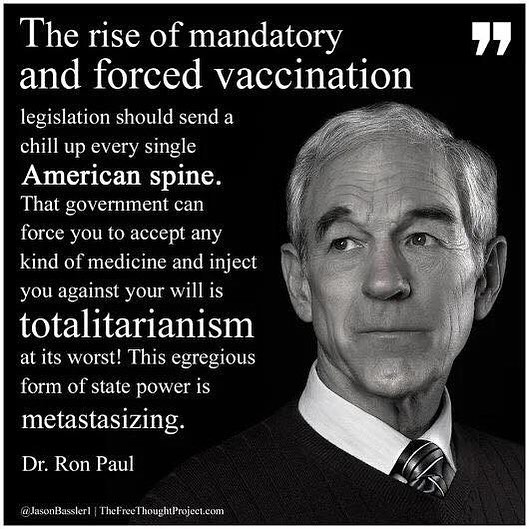 The rise of mandatory
and forced vaccination
legislation should send a
chill up every single
American spine.
That government can
force you to accept any
kind of medicine and inject
you against your will is
totalitarianism
at its worst! This egregious
form of state power is
metastasizing.
Dr. Ron Paul
@JasonBassler1 | TheFreeThoughtProject.com